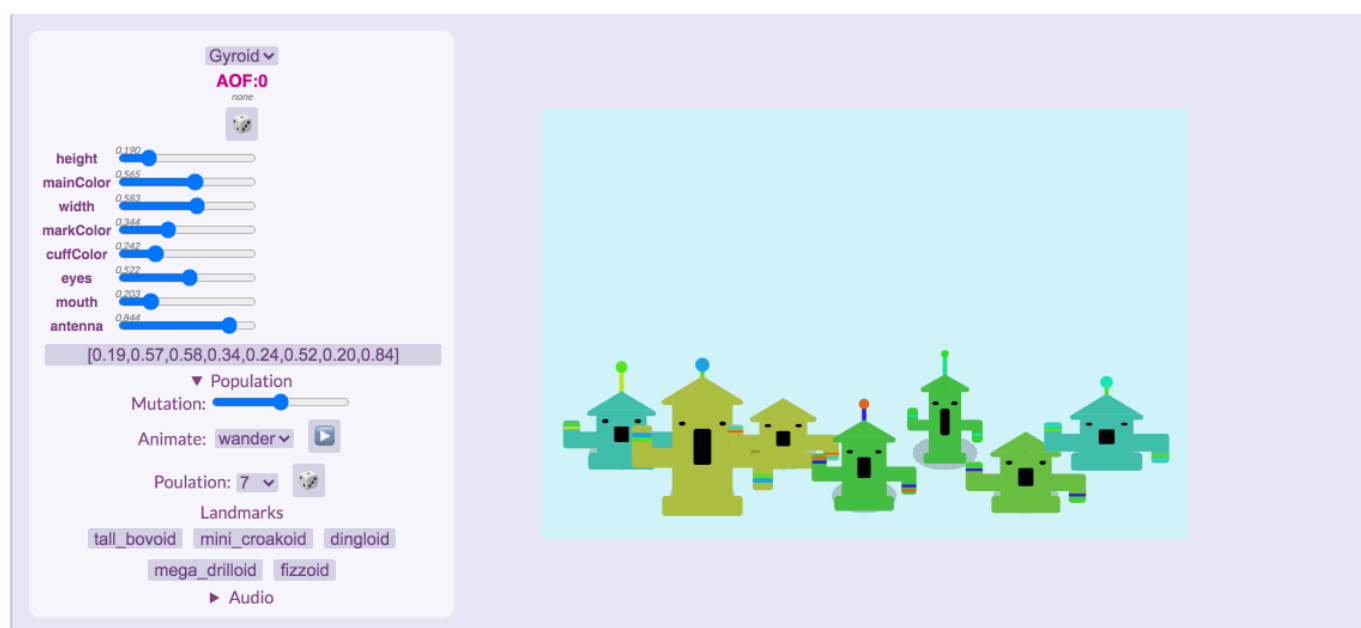 Gyroid
AOF:0
none
height 0.190
mainColor 0.565
width 0.583
markColor 0.344
cuffColor 0.242
eyes 0.522
mouth 0.203
antenna 0.844
[0.19,0.57,0.58,0.34,0.24,0.52,0.20,0.84]
▼ Population
Mutation:
Animate: wander
Poulation: 7
Landmarks
tall_bovoid mini_croakoid dingloid
mega_drilloid fizzoid
► Audio